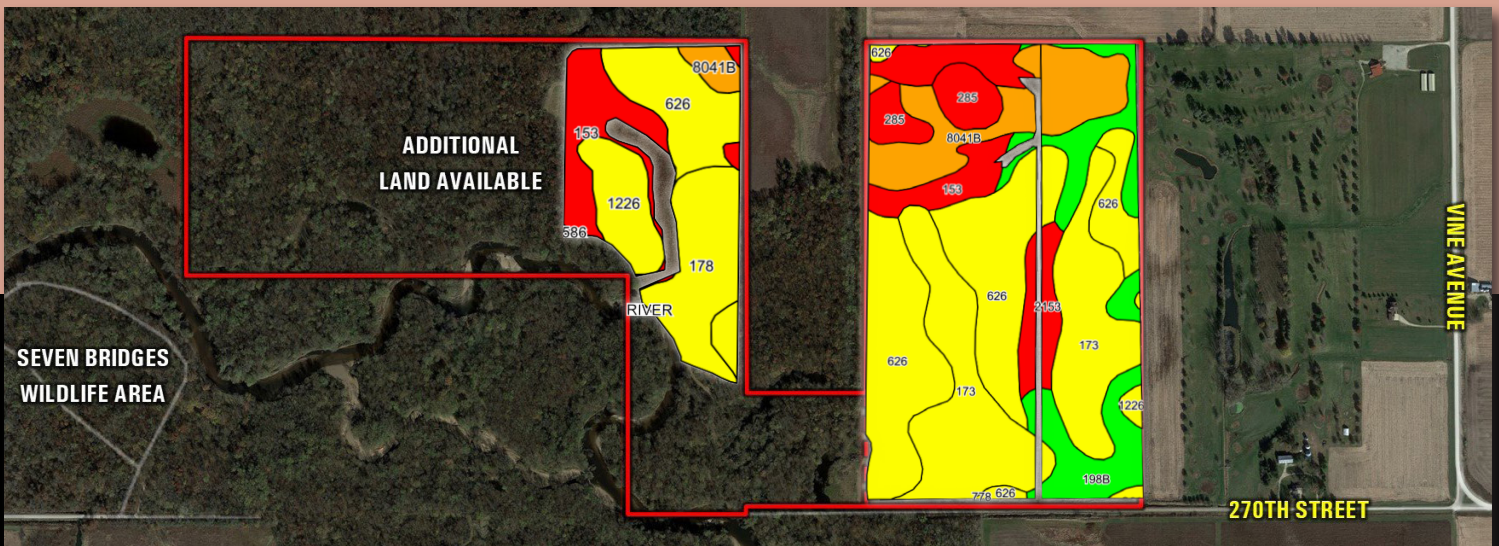 626
8041B
626
285
285
153
8041B
ADDITIONAL
LAND AVAILABLE
153
626
1226
586
VINE AVENUE
178
626
RIVER
2153
173
SEVEN BRIDGES
WILDLIFE AREA
626
173
1226
198B
778
626
270TH STREET